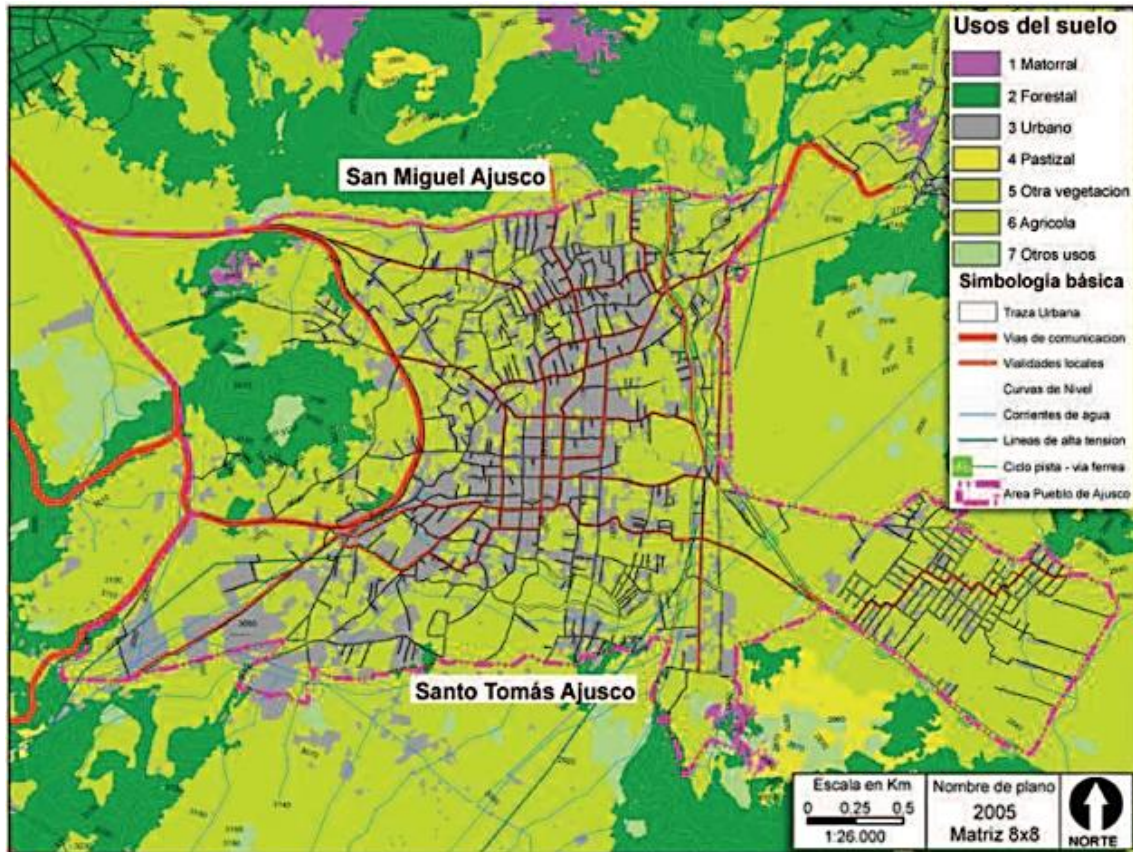 San Miguel Ajusco
Santo Tomás Ajusco
Usos del suelo
1 Matorral
2 Forestal
3 Urbano
4 Pastizal
5 Otra vegetacion
6 Agricola
7 Otros usos
Simbología básica
Traza Urbana
Vias de comunicacion
Vialidades locales
Curvas de Nivel
Corrientes de agua
Lineas de alta tension
Ciclo pista - via ferrea
Area Pueblo de Ajusco
Escala en Km
0 0.25 0.5
1:26.000
Nombre de plano
2005
Matriz 8x8
NORTE